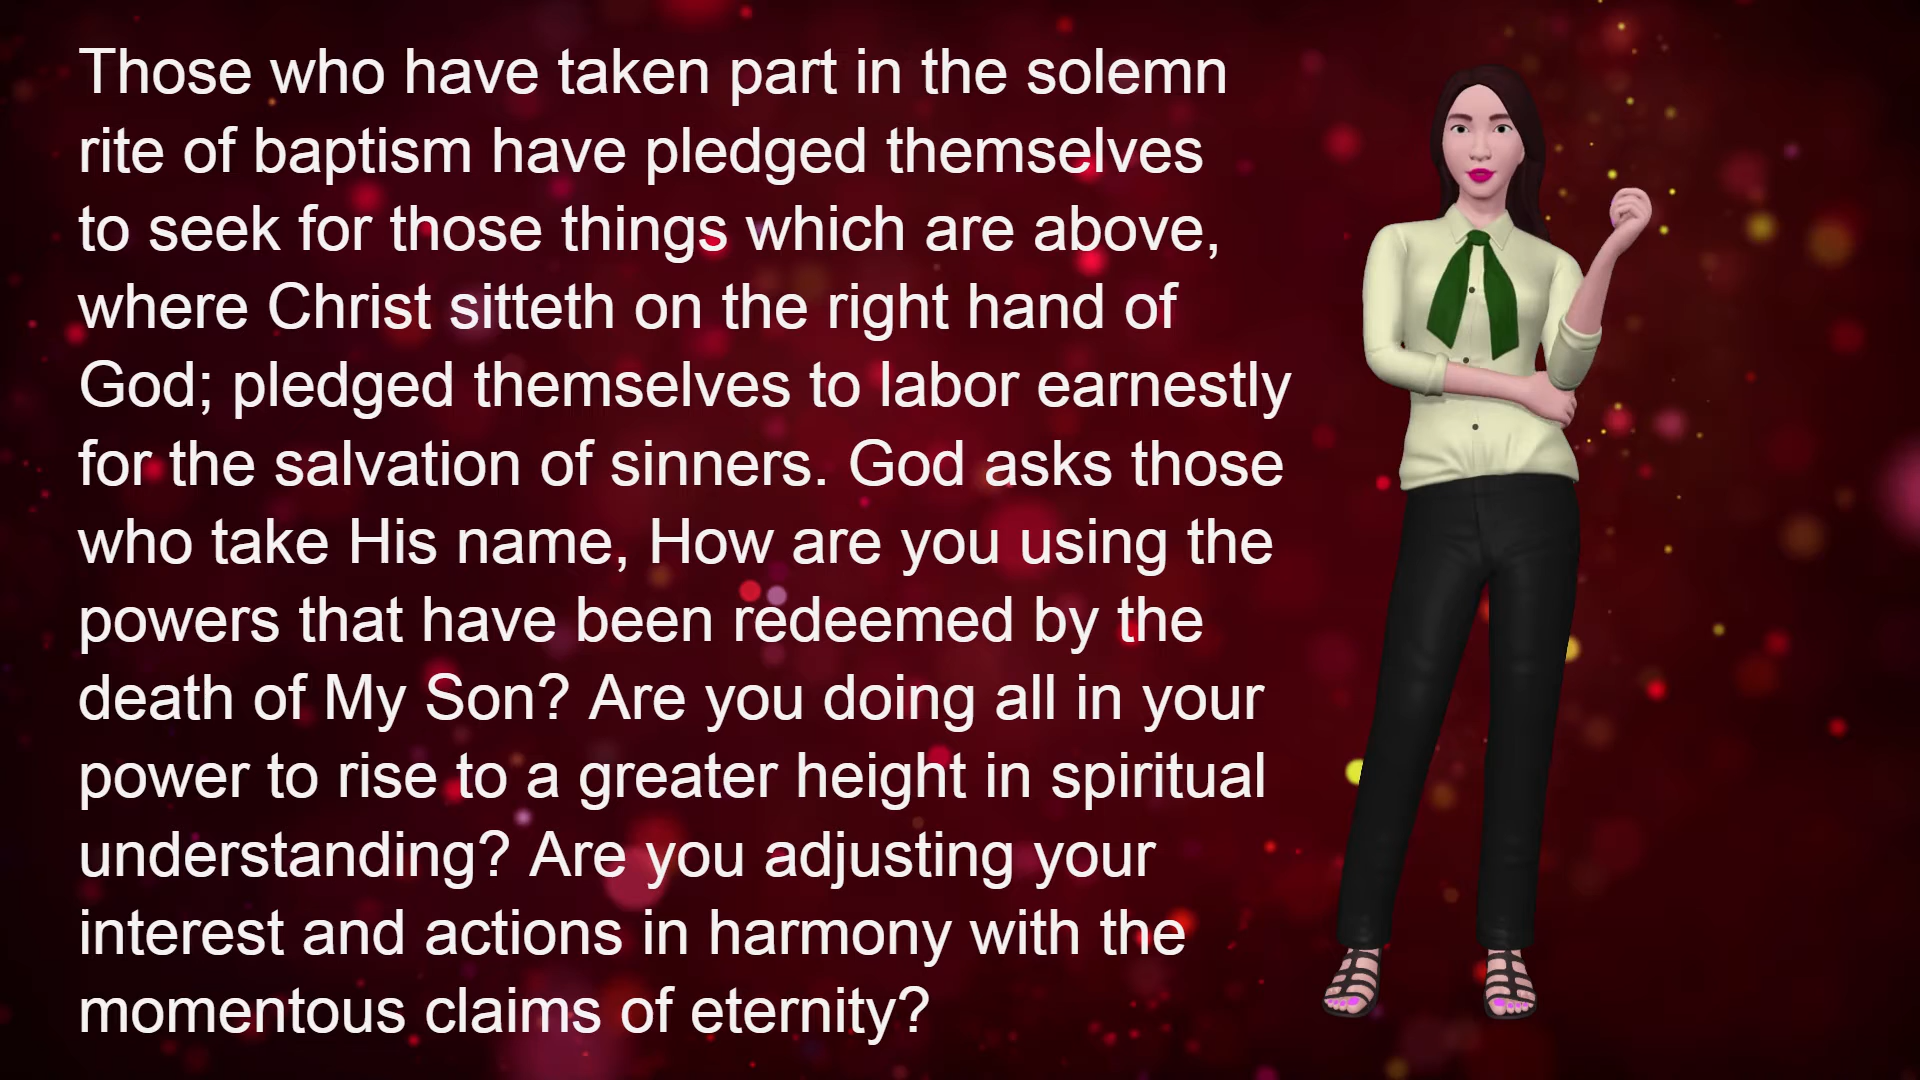 Those who have taken part in the solemn
rite of baptism have pledged themselves
to seek for those things which are above,
where Christ sitteth on the right hand of
God; pledged themselves to labor earnestly
for the salvation of sinners. God asks those
who take His name, How are you using the
powers that have been redeemed by the
death of My Son? Are you doing all in your
power to rise to a greater height in spiritual
understanding? Are you adjusting your
interest and actions in harmony with the
momentous claims of eternity?